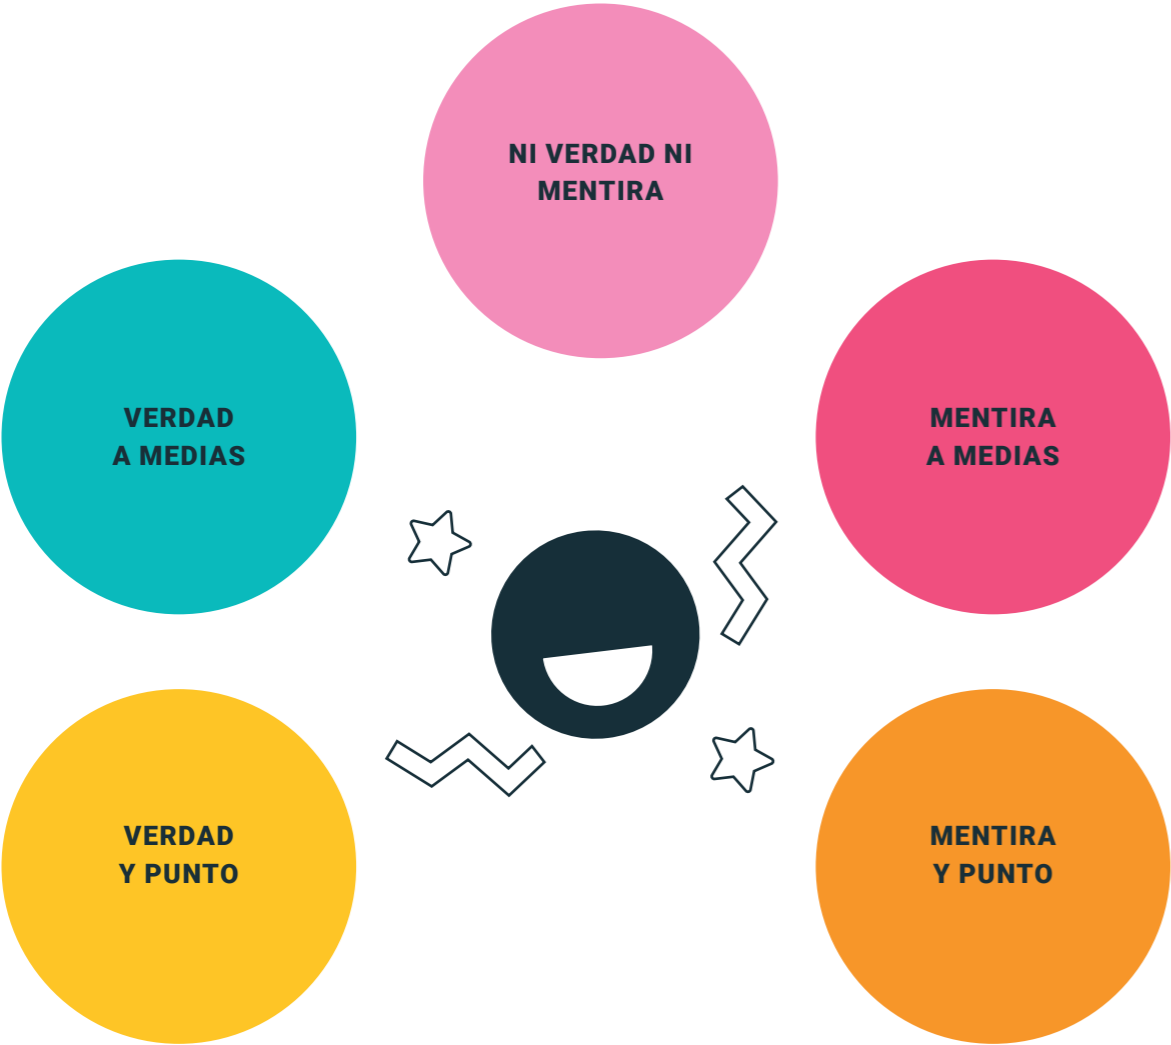 NI VERDAD NI
MENTIRA
VERDAD
A MEDIAS
MENTIRA
A MEDIAS
VERDAD
Y PUNTO
MENTIRA
Y PUNTO